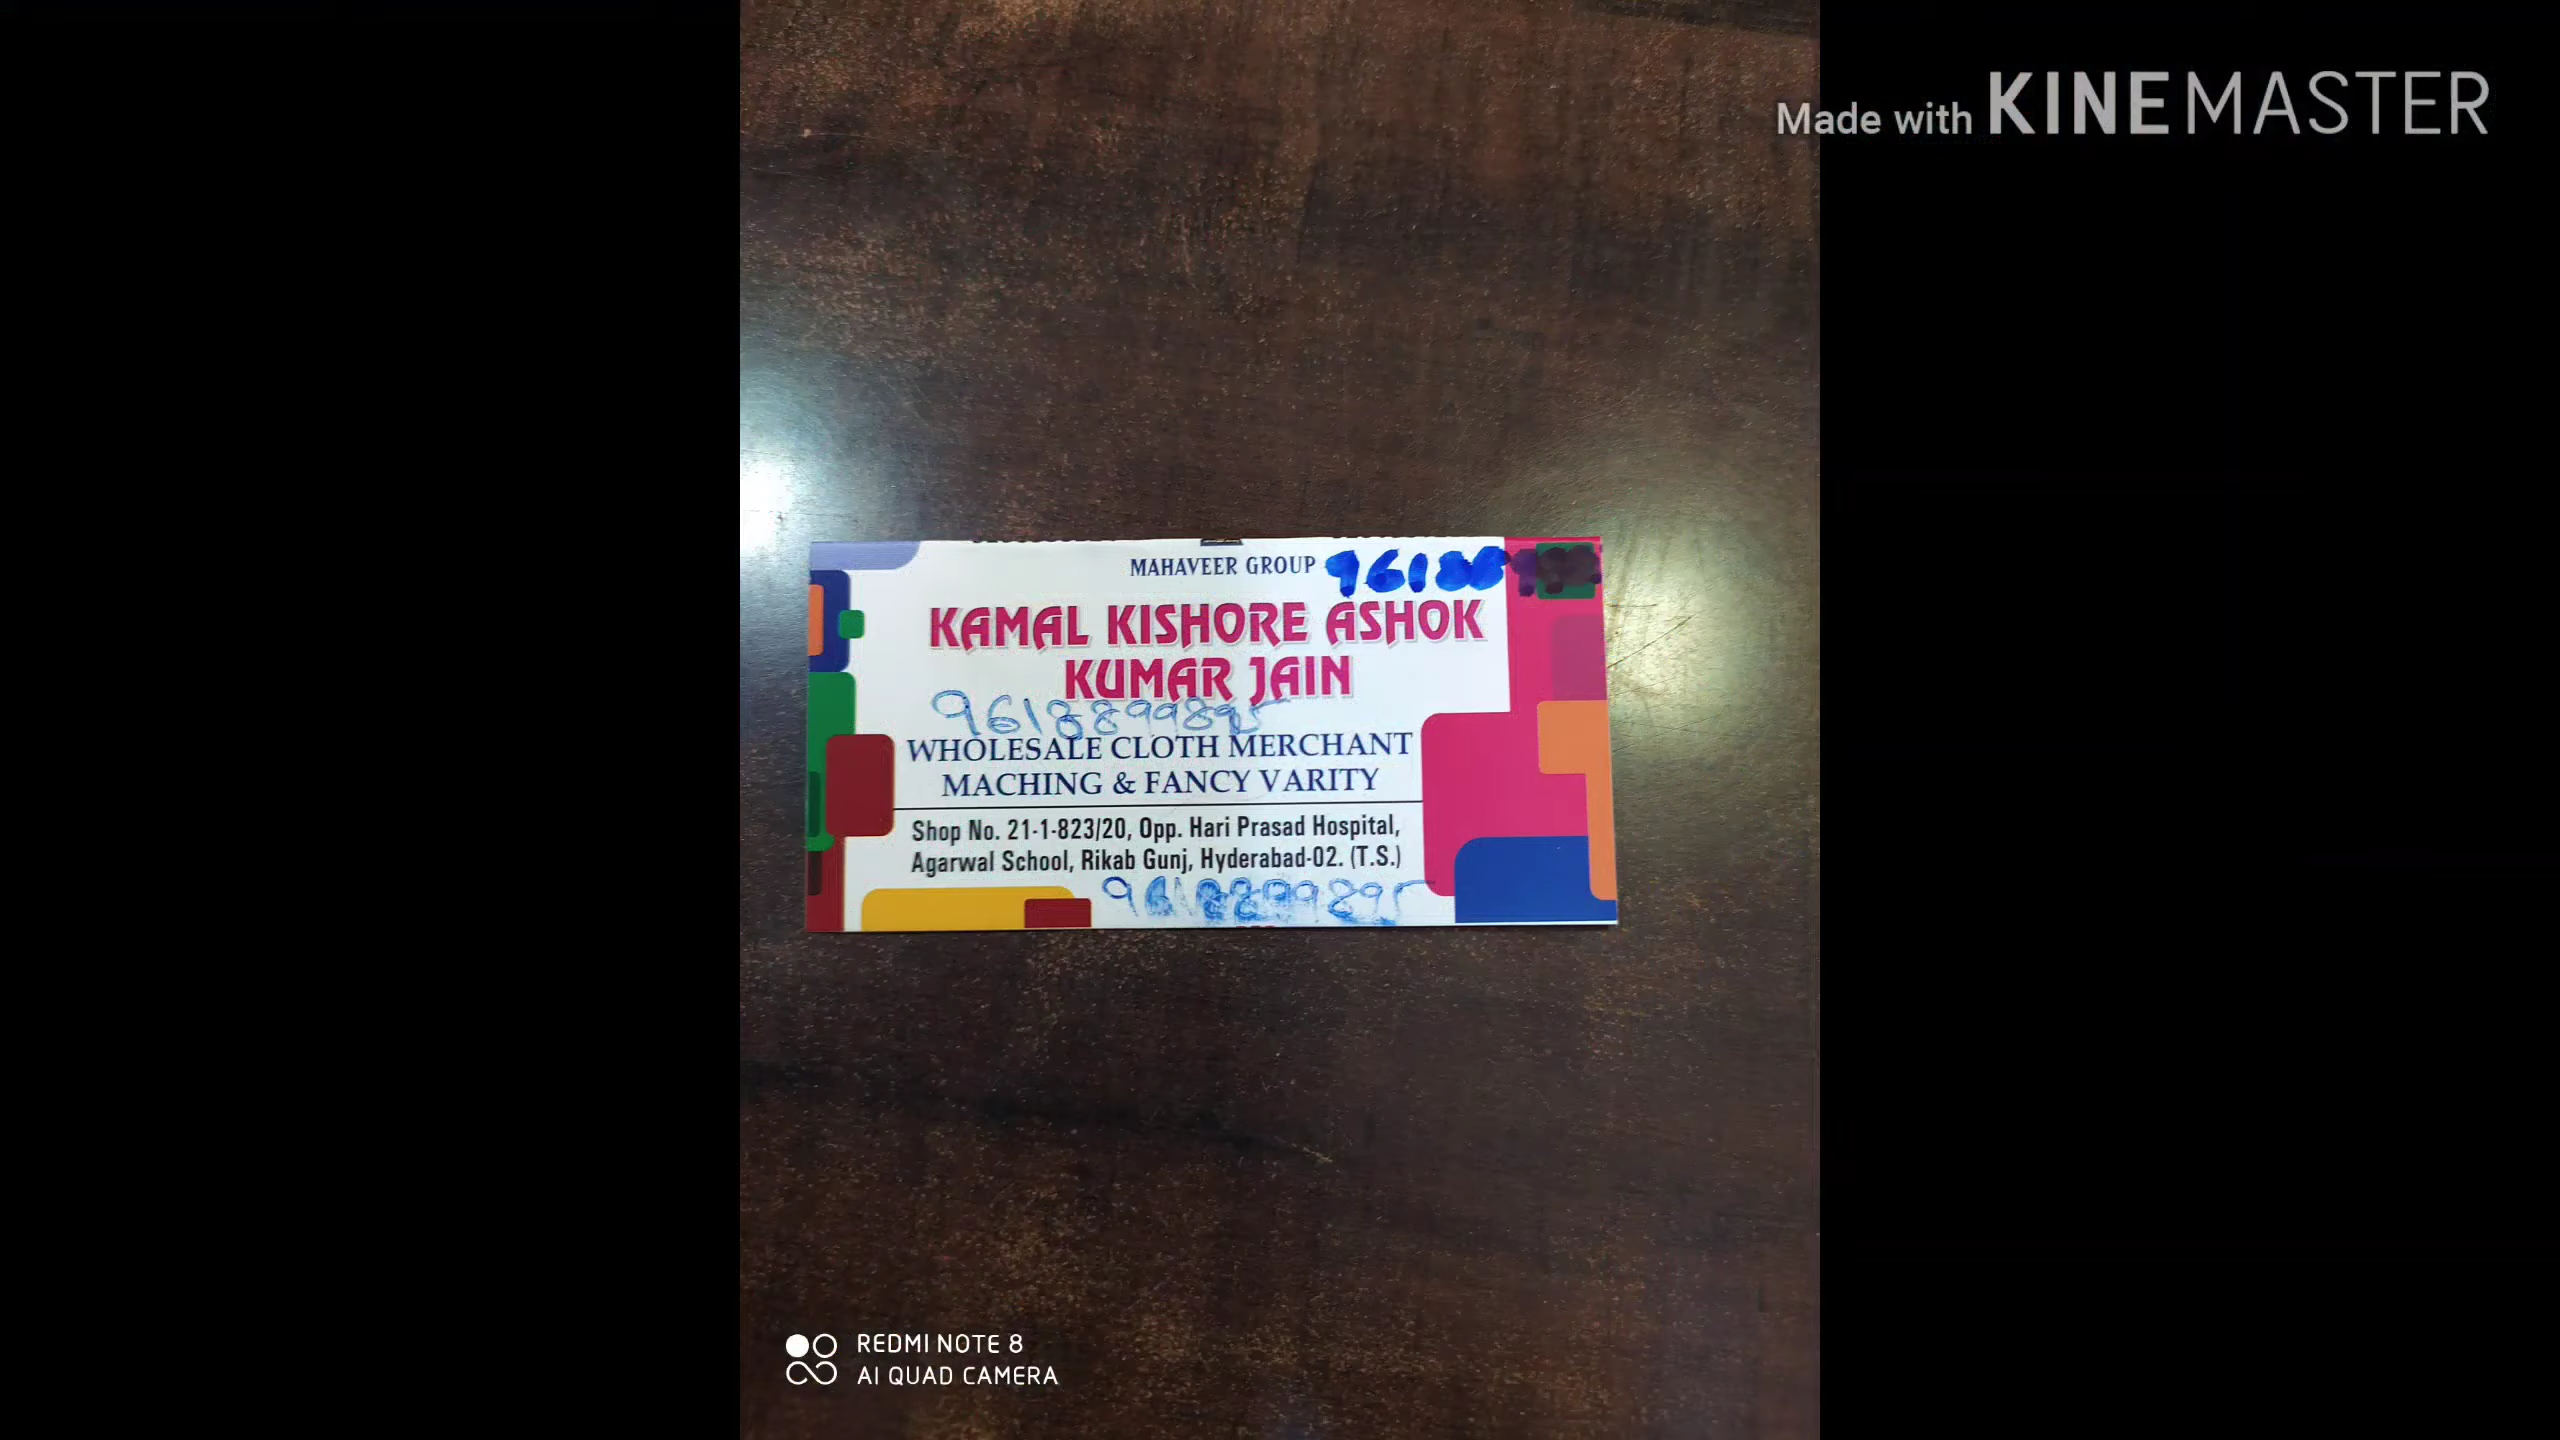 Made with KINEMASTER
MAHAVEER GROUP
KAMAL KISHORE ASHOK
KUMAR JAIN
9618899895
WHOLESALE CLOTH MERCHANT
MACHING & FANCY VARITY
Shop No. 21-1-823/20, Opp. Hari Prasad Hospital,
Agarwal School, Rikab Gunj, Hyderabad-02. (T.S.)
9618899895
REDMI NOTE 8
AI QUAD CAMERA